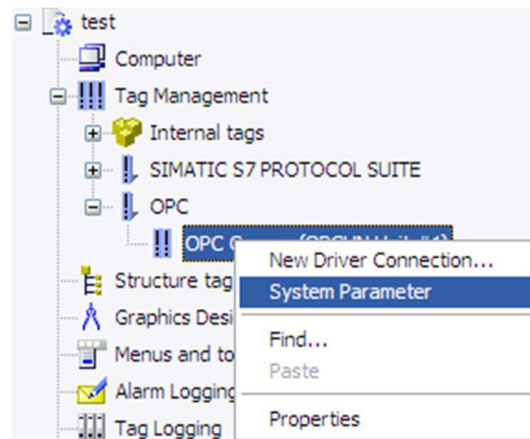 test
Computer
Tag Management
Internal tags
SIMATIC S7 PROTOCOL SUITE
OPC
OPC
New Driver Connection...
Structure tag
System Parameter
Graphics Desi
Find...
Menus and to
Paste
Alarm Logging
Properties
Tag Logging